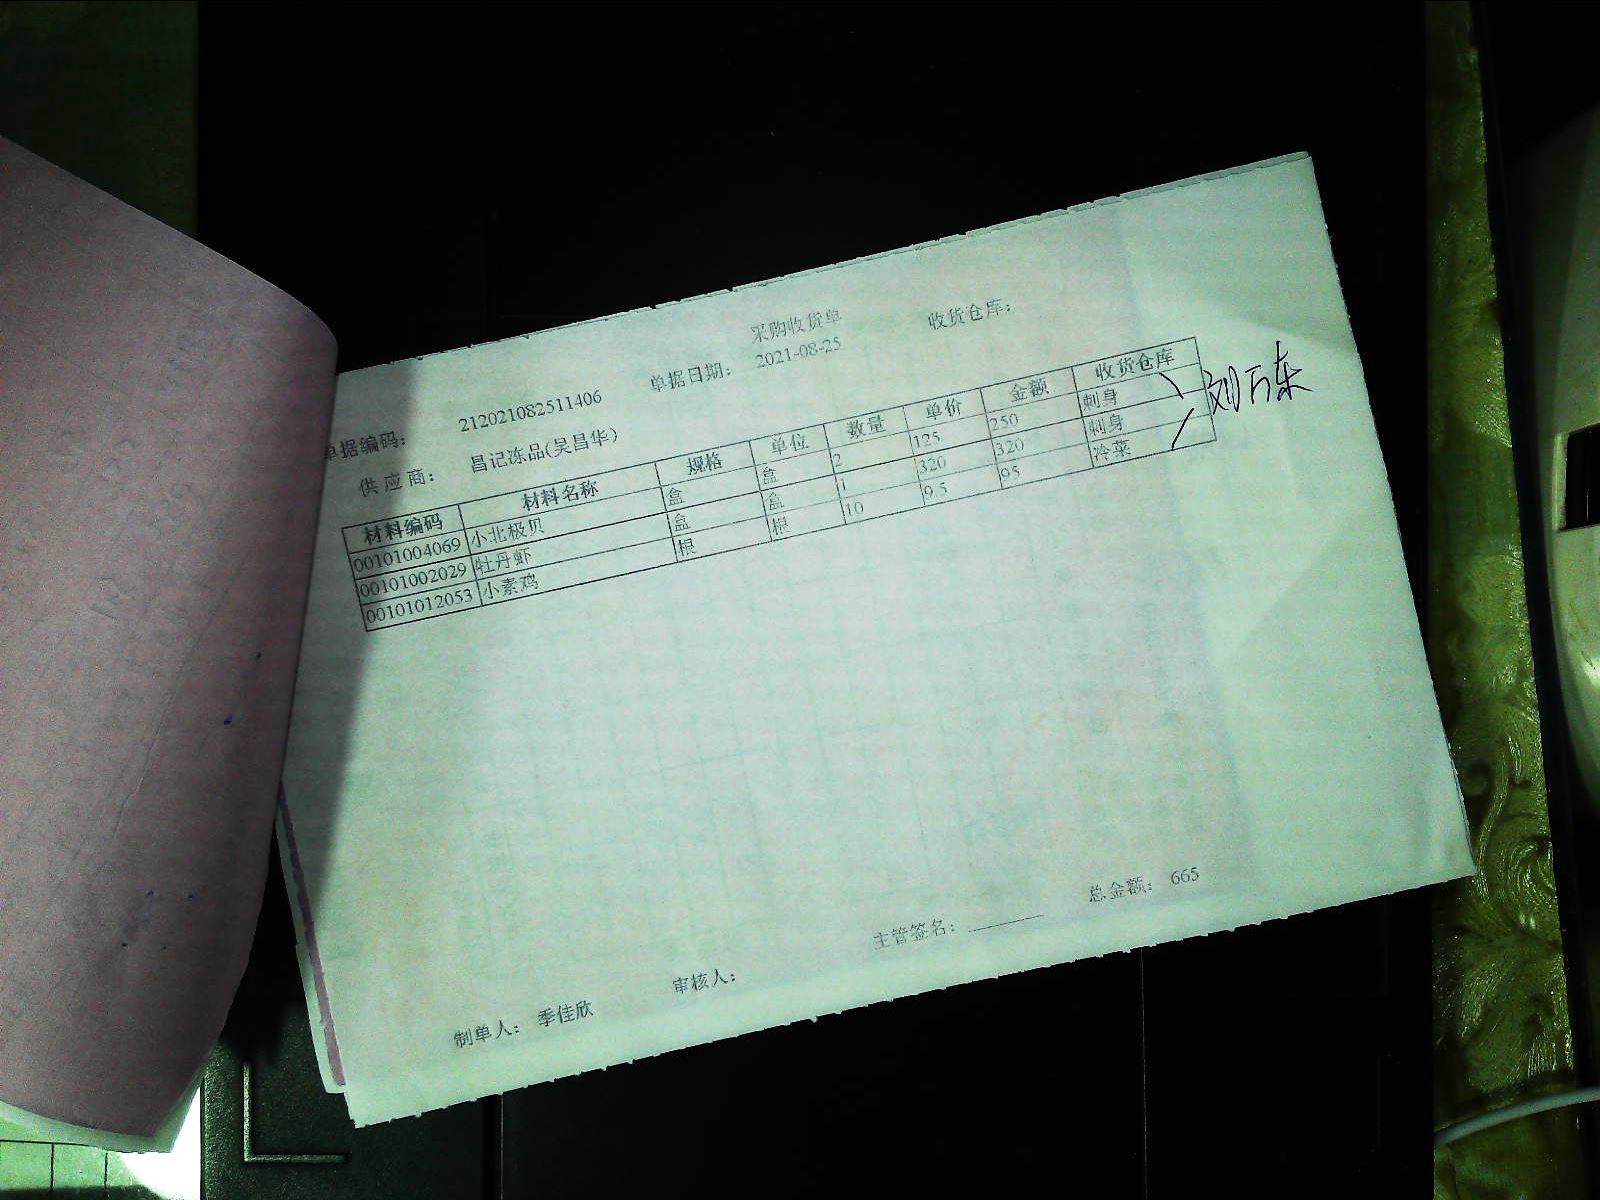 采购收货单
单据编码： 212021082511406 单据日期： 2021-08-25 收货仓库：
供应商： 昌记冻品(吴昌华)
材料编码 材料名称 规格 单位 数量 单价 金额 收货仓库
00101004069 小北极贝 盒 盒 2 125 250 刺身
00101002029 牡丹虾 盒 盒 1 320 320 刺身
00101012053 小素鸡 根 根 10 9.5 95 冷菜
刘万东
主管签名： 总金额： 665
制单人： 季佳欣 审核人：